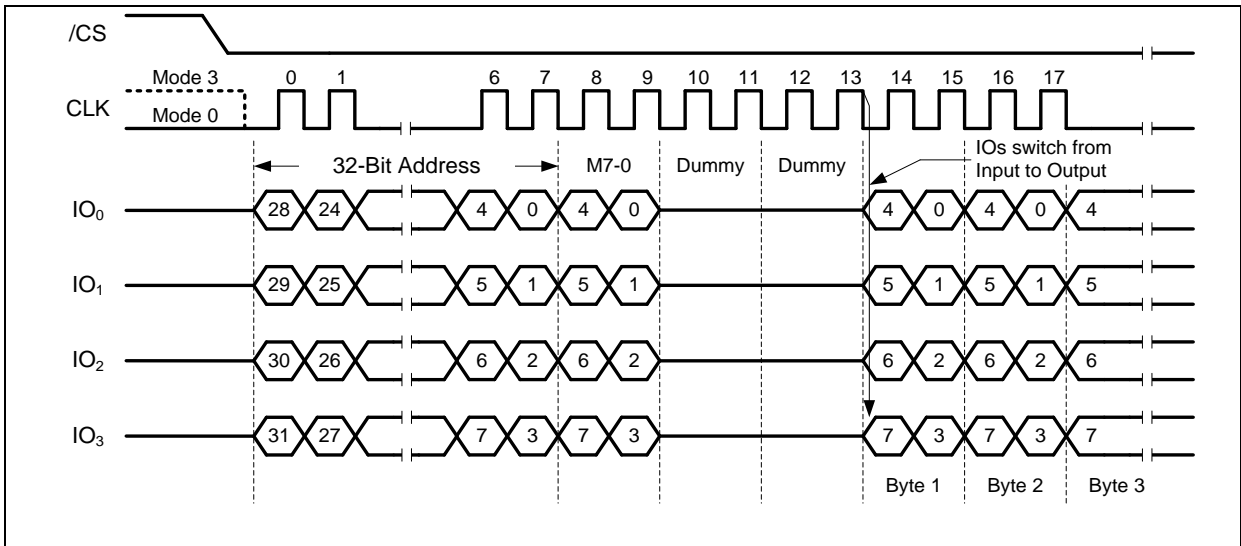 /CS
Mode 3 0 1 6 7 8 9 10 11 12 13 14 15 16 17
CLK
Mode 0
32-Bit Address M7-0 Dummy Dummy IOs switch from
Input to Output
IO₀ 28 24 4 0 4 0 4 0 4 0 4
IO₁ 29 25 5 1 5 1 5 1 5 1 5
IO₂ 30 26 6 2 6 2 6 2 6 2 6
IO₃ 31 27 7 3 7 3 7 3 7 3 7
Byte 1 Byte 2 Byte 3